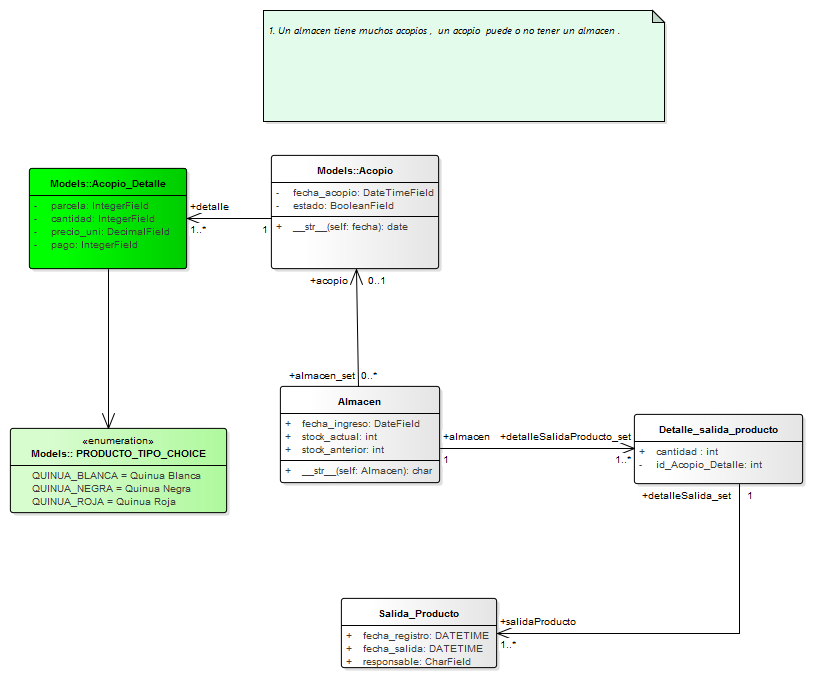 1. Un almacen tiene muchos acopios , un acopio puede o no tener un almacen .
Models::Acopio_Detalle
- parcela: IntegerField
- cantidad: IntegerField
- precio_uni: DecimalField
- pago: IntegerField
+detalle
1..*
1
Models::Acopio
- fecha_acopio: DateTimeField
- estado: BooleanField
+ __str__(self: fecha): date
+acopio
0..1
+almacen_set
0..*
«enumeration»
Models:: PRODUCTO_TIPO_CHOICE
QUINUA_BLANCA = Quinua Blanca
QUINUA_NEGRA = Quinua Negra
QUINUA_ROJA = Quinua Roja
Almacen
+ fecha_ingreso: DateField
+ stock_actual: int
+ stock_anterior: int
+ __str__(self: Almacen): char
+almacen
+detalleSalidaProducto_set
1
1..*
Detalle_salida_producto
+ cantidad : int
- id_Acopio_Detalle: int
+detalleSalida_set
1
Salida_Producto
+ fecha_registro: DATETIME
+ fecha_salida: DATETIME
+ responsable: CharField
+salidaProducto
1..*